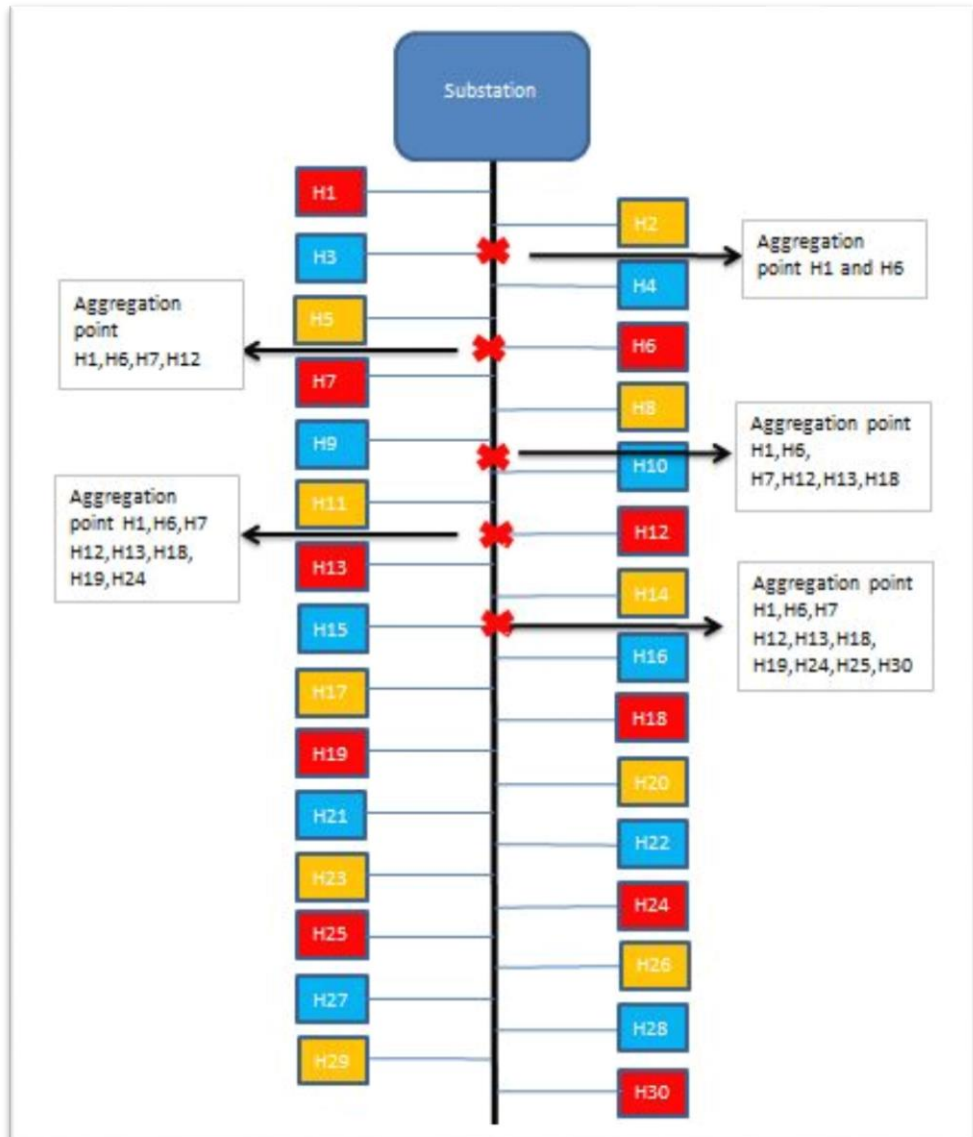 Substation
H1
H2
Aggregation
point H1 and H6
H3
H4
Aggregation
point
H1,H6,H7,H12
H5
H6
H7
H8
Aggregation point
H1,H6,
H7,H12,H13,H18
H9
H10
Aggregation
point H1,H6,H7
H12,H13,H18,
H19,H24
H11
H12
H13
H14
Aggregation point
H1,H6,H7
H12,H13,H18,
H19,H24,H25,H30
H15
H16
H17
H18
H19
H20
H21
H22
H23
H24
H25
H26
H27
H28
H29
H30